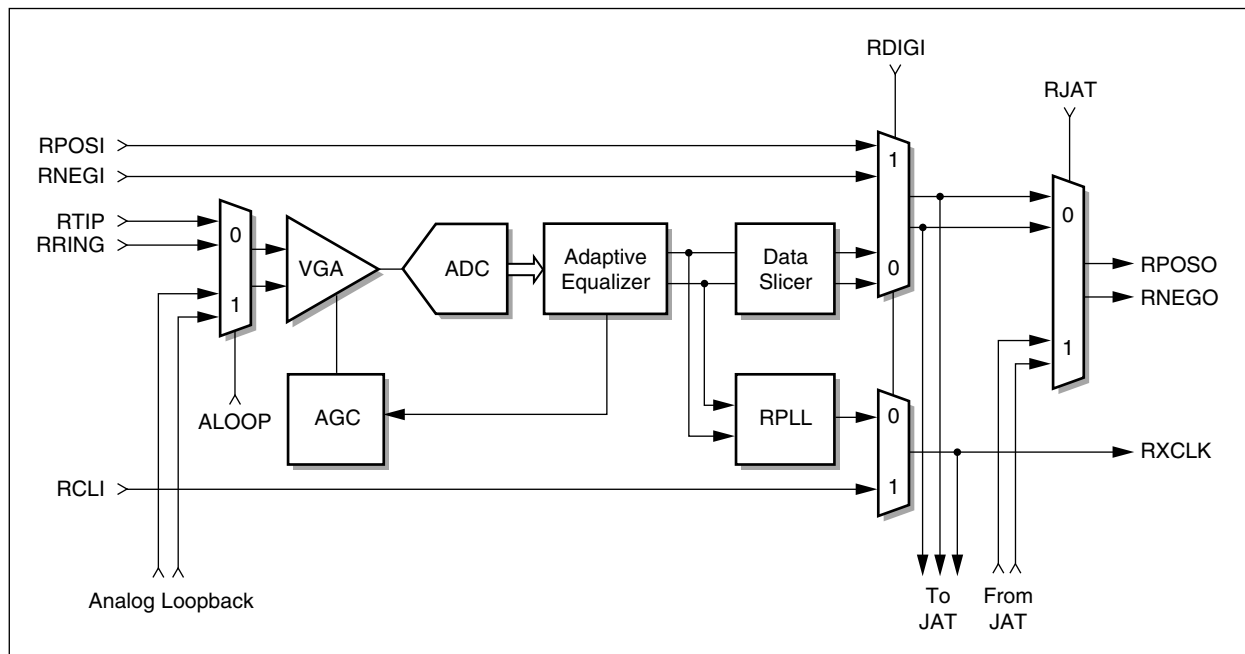 RDIGI
RJAT
RPOSI
RNEGI
RTIP
RRING
0
1
VGA
ADC
Adaptive
Equalizer
Data
Slicer
1
0
0
1
RPOSO
RNEGO
ALOOP
AGC
RPLL
0
1
RXCLK
RCLI
Analog Loopback
To
JAT
From
JAT